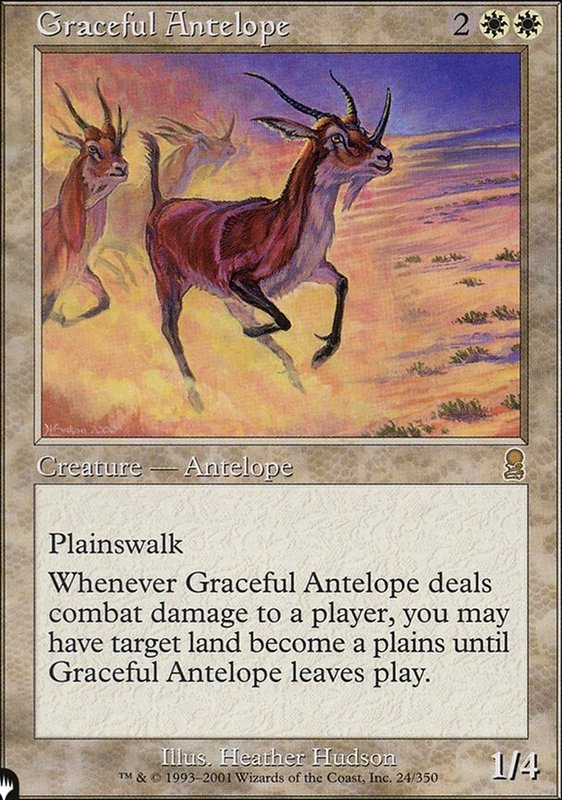 Graceful Antelope 2
HHudson 2000
Creature — Antelope
Plainswalk
Whenever Graceful Antelope deals
combat damage to a player, you may
have target land become a plains until
Graceful Antelope leaves play.
Illus. Heather Hudson
™ & © 1993–2001 Wizards of the Coast, Inc. 24/350
1/4